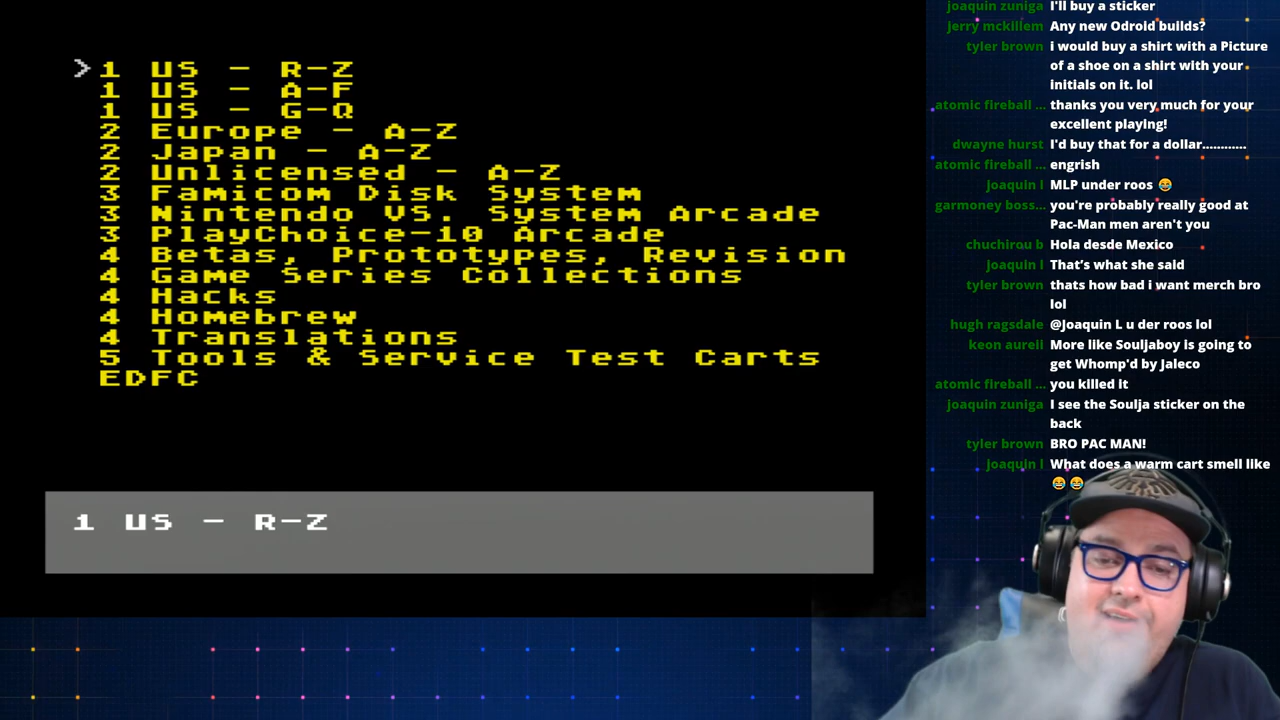 >1 US - R-Z
1 US - A-F
1 US - G-Q
2 Europe - A-Z
2 Japan - A-Z
2 Unlicensed - A-Z
3 Famicom Disk System
3 Nintendo VS. System Arcade
3 PlayChoice-10 Arcade
4 Betas, Prototypes, Revision
4 Game Series Collections
4 Hacks
4 Homebrew
4 Translations
5 Tools & Service Test Carts
EDFC
1 US - R-Z
joaquin zuniga I'll buy a sticker
jerry mckillem Any new Odroid builds?
tyler brown i would buy a shirt with a Picture
of a shoe on a shirt with your
initials on it. lol
atomic fireball ... thanks you very much for your
excellent playing!
dwayne hurst I'd buy that for a dollar............
atomic fireball ... engrish
joaquin l MLP under roos 😂
garmoney boss... you're probably really good at
Pac-Man men aren't you
chuchirou b Hola desde Mexico
joaquin l That's what she said
tyler brown thats how bad i want merch bro
lol
hugh ragsdale @Joaquin L u der roos lol
keon aureli More like Souljaboy is going to
get Whomp'd by Jaleco
atomic fireball ... you killed it
joaquin zuniga I see the Soulja sticker on the
back
tyler brown BRO PAC MAN!
joaquin l What does a warm cart smell like
😂 😂